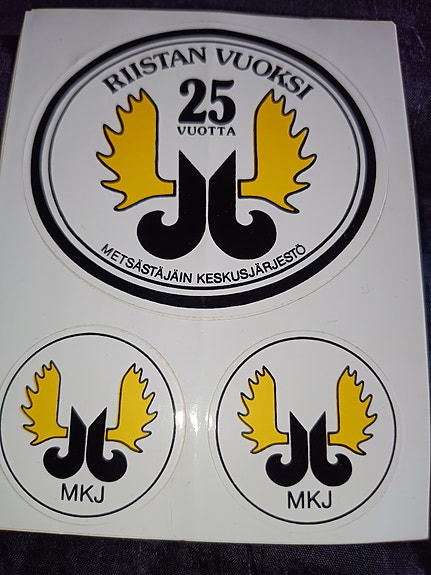 RIISTAN VUOKSI
25
VUOTTA
METSÄSTÄJÄIN KESKUSJÄRJESTÖ
MKJ
MKJ